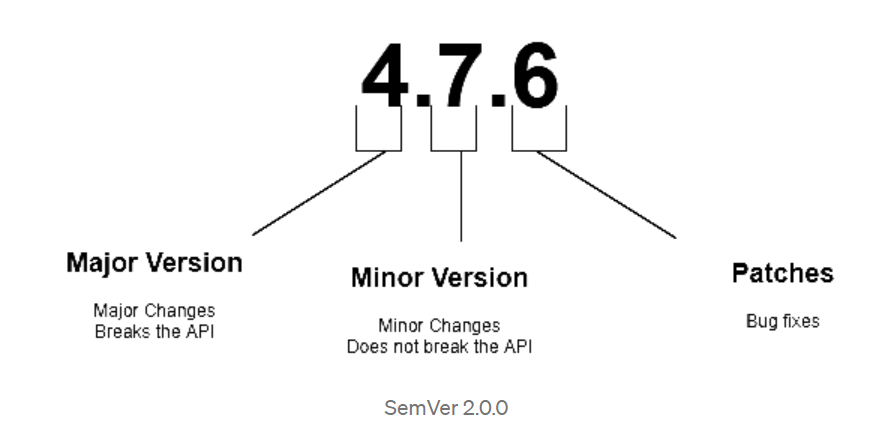 4.7.6
Major Version
Major Changes
Breaks the API
Minor Version
Minor Changes
Does not break the API
Patches
Bug fixes
SemVer 2.0.0